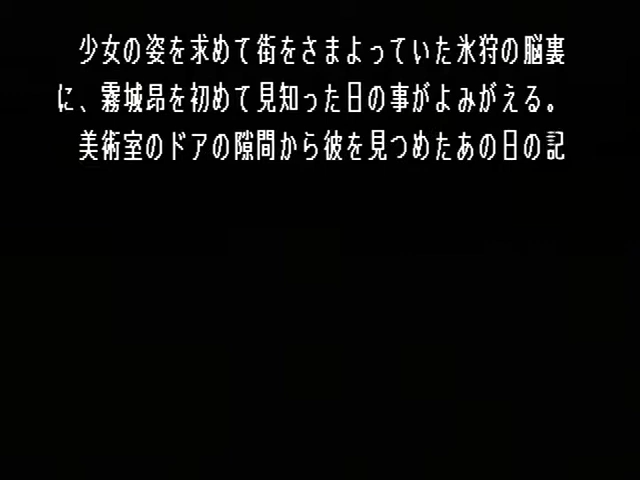 少女の姿を求めて街をさまよっていた氷狩の脳裏
に、霧城昂を初めて見知った日の事がよみがえる。
美術室のドアの隙間から彼を見つめたあの日の記